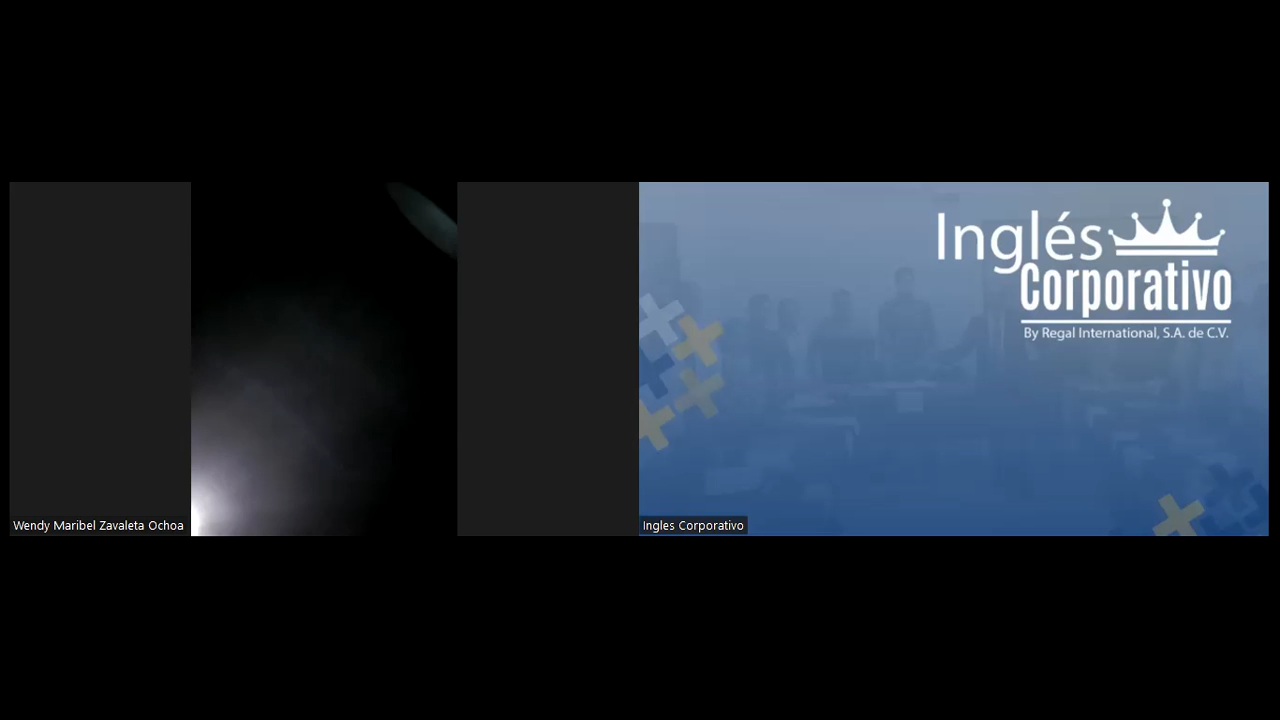 Inglés
Corporativo
By Regal International, S.A. de C.V.
Wendy Maribel Zavaleta Ochoa
Ingles Corporativo